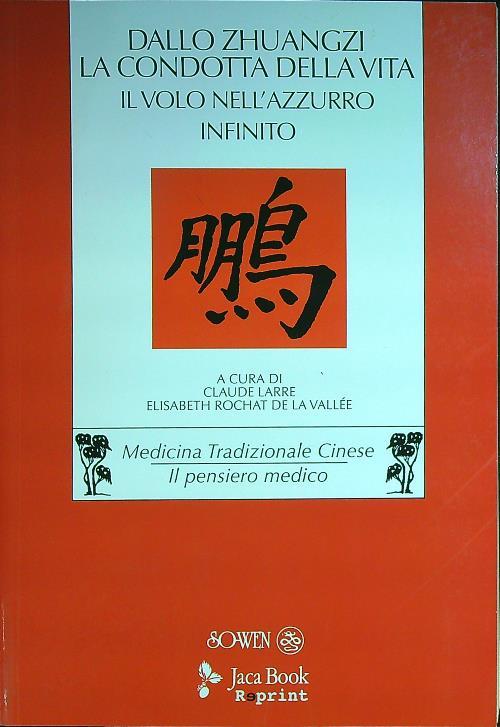 DALLO ZHUANGZI
LA CONDOTTA DELLA VITA
IL VOLO NELL'AZZURRO
INFINITO
鵬
A CURA DI
CLAUDE LARRE
ELISABETH ROCHAT DE LA VALLÉE
Medicina Tradizionale Cinese
Il pensiero medico
SO-WEN
Jaca Book
Reprint